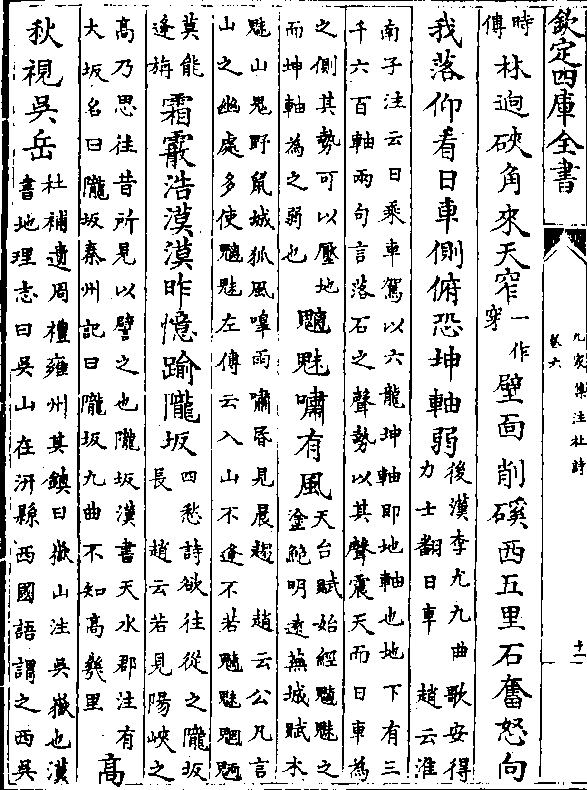 欽定四庫全書
九家集注杜詩
卷六
十一
時
傅
林迥硤角來天窄
一作
穿
壁面削磎西五里石奮怒向
我落仰看日車側俯恐坤軸弱
後漢李尤九曲歌安得
力士翻日車 趙云淮
南子注云日乘車駕以六龍坤軸即地軸也地下有三
千六百軸兩句言落石之聲勢以其聲震天而日車為
之側其勢可以壓地
而坤軸為之弱也
魑魅嘯有風
天台賦始經魑魅之
塗鮑明遠蕪城賦木
魅山鬼野鼠城狐風嘷雨嘯昏見晨趨 趙云公凡言
山之幽處多使魑魅左傳云入山不逢不若魑魅魍魎
莫能
逢旃
霜霰浩漠漠昨憶踰隴坂
四愁詩欲往從之隴坂
長 趙云若見陽峽之
高乃思往昔所見以譬之也隴坂漢書天水郡注有
大坂名曰隴坂秦州記曰隴坂九曲不知高幾里
高
秋視吳岳
杜補遺周禮雍州其鎮曰嶽山注吳嶽也漢
書地理志曰吳山在汧縣西國語謂之西吳